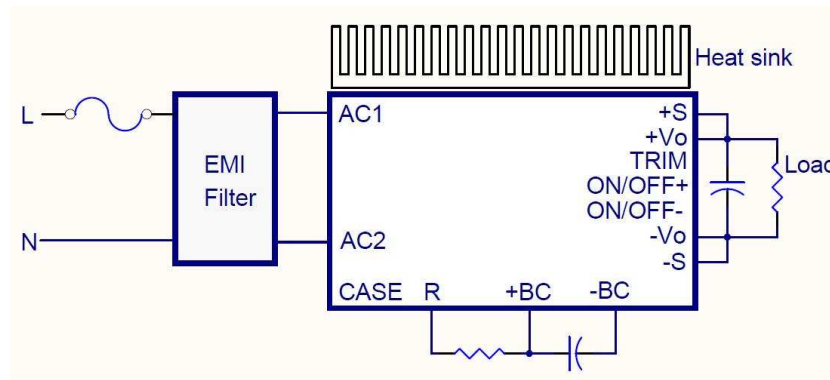 Heat sink
L
AC1
+S
+Vo
TRIM
EMI
Filter
ON/OFF+
ON/OFF-
Load
N
AC2
-Vo
-S
CASE R +BC -BC